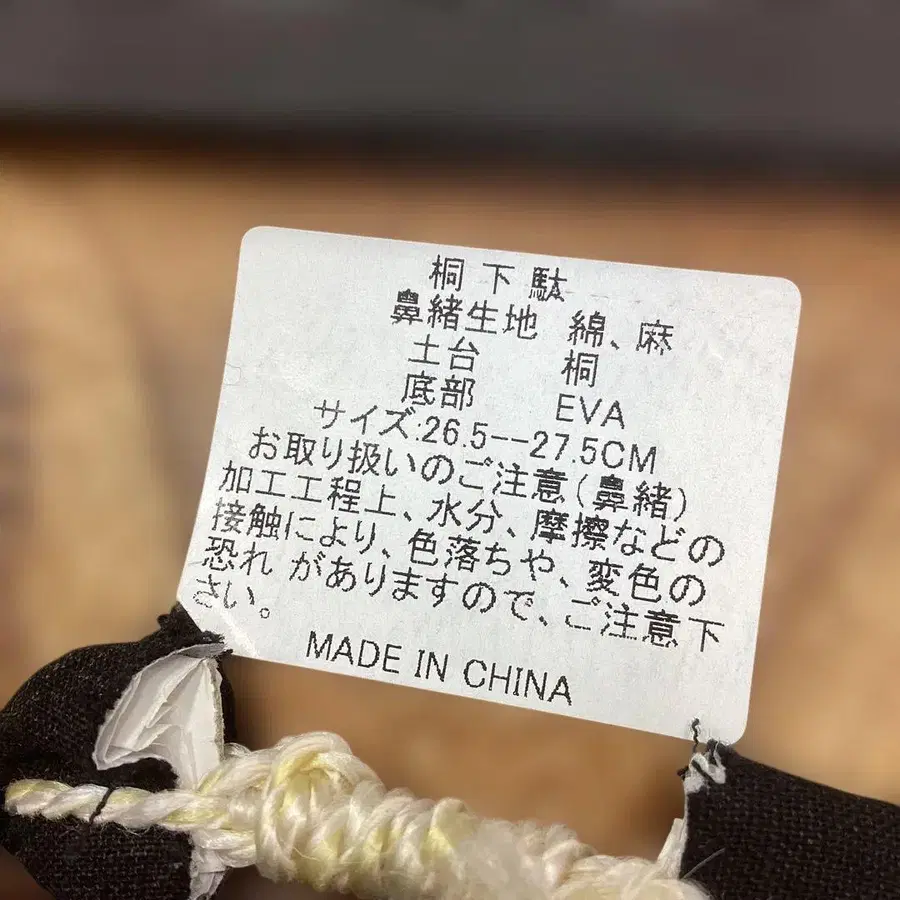 桐下駄
鼻緒生地 綿、麻
土台 桐
底部 EVA
サイズ:26.5--27.5CM
お取り扱いのご注意(鼻緒)
加工工程上、水分、摩擦などの
接触により、色落ちや、変色の
恐れ がありますので、ご注意下
さい。
MADE IN CHINA